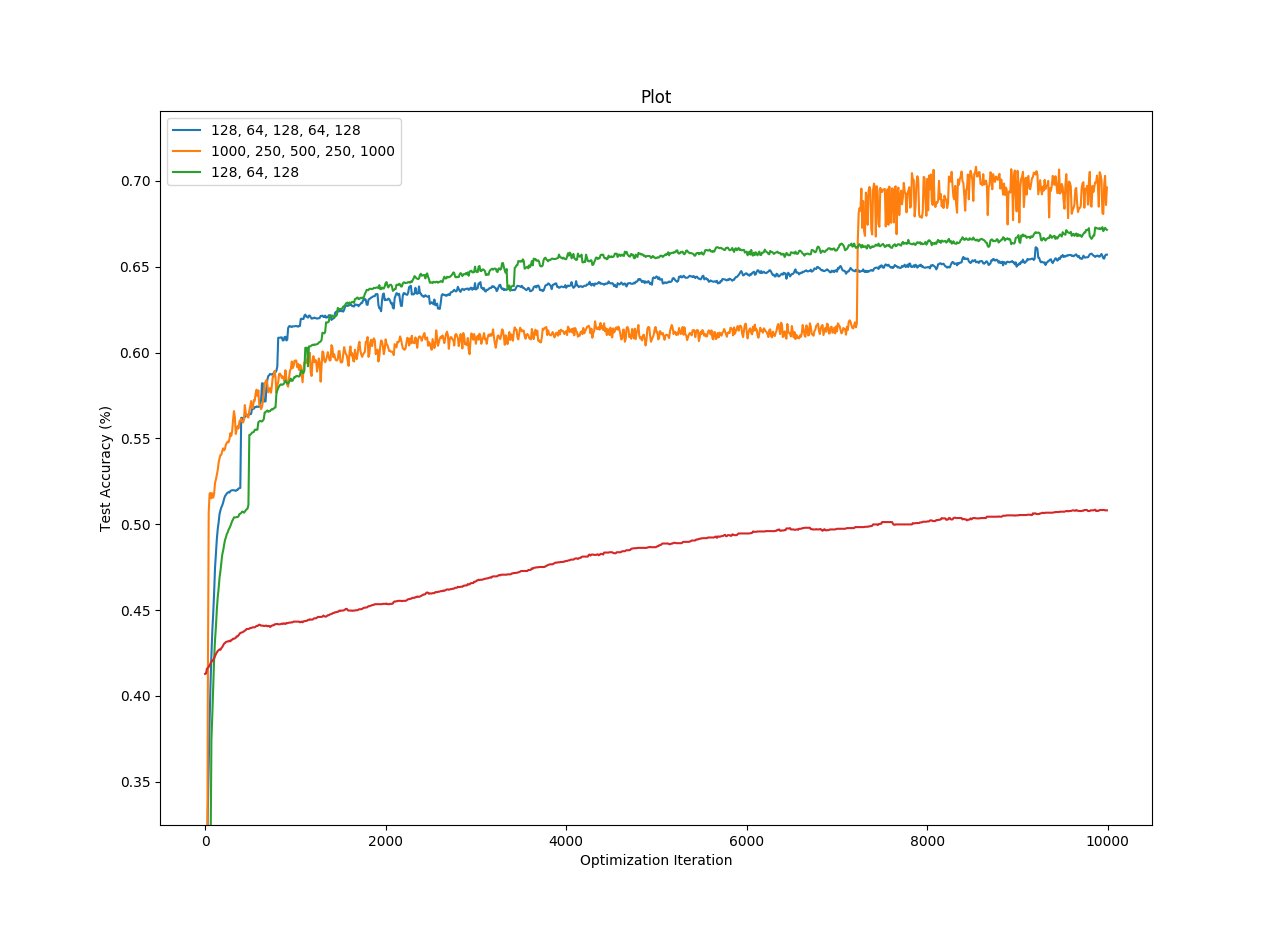 Plot
128, 64, 128, 64, 128
1000, 250, 500, 250, 1000
128, 64, 128
0.70
0.65
0.60
0.55
0.50
0.45
0.40
0.35
Test Accuracy (%)
0 2000 4000 6000 8000 10000
Optimization Iteration